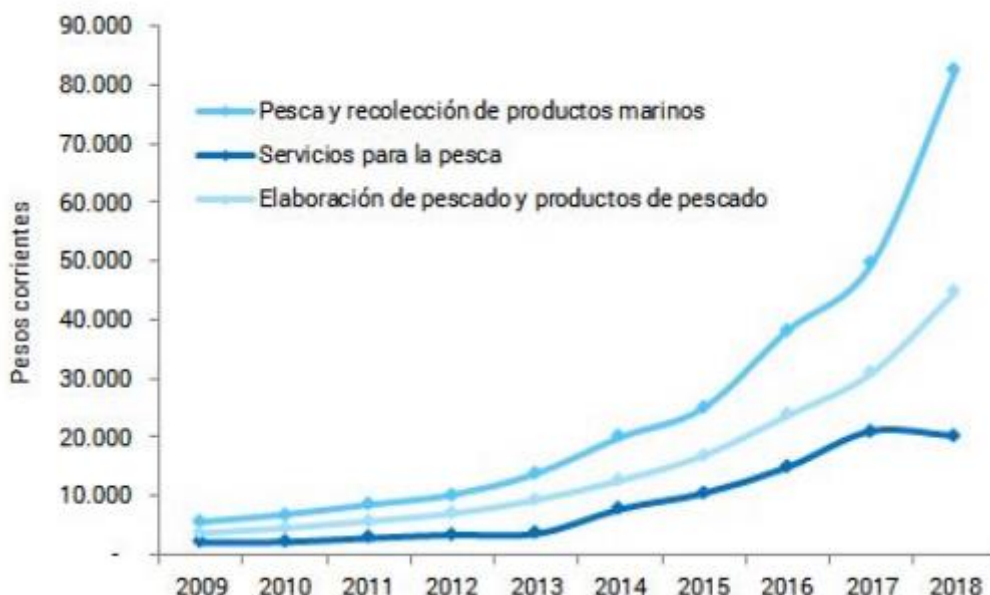 90.000
80.000
70.000
60.000
50.000
40.000
30.000
20.000
10.000
-
Pesos corrientes
Pesca y recolección de productos marinos
Servicios para la pesca
Elaboración de pescado y productos de pescado
2009 2010 2011 2012 2013 2014 2015 2016 2017 2018